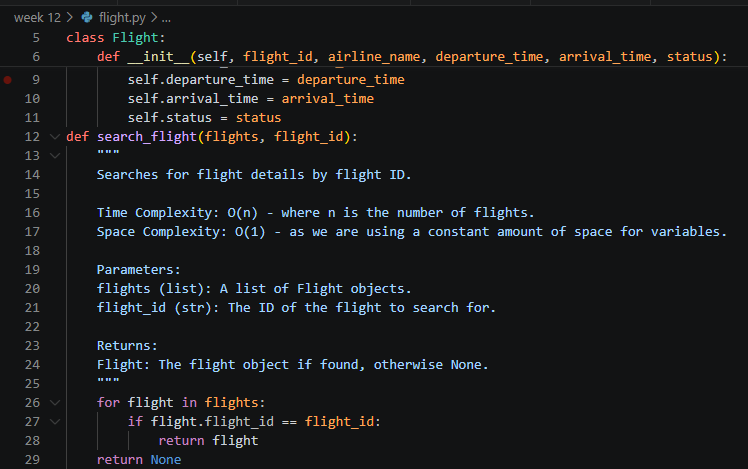 week 12 > flight.py > ...
5 class Flight:
6     def __init__(self, flight_id, airline_name, departure_time, arrival_time, status):
9         self.departure_time = departure_time
10         self.arrival_time = arrival_time
11         self.status = status
12 def search_flight(flights, flight_id):
13     """
14     Searches for flight details by flight ID.
15
16     Time Complexity: O(n) - where n is the number of flights.
17     Space Complexity: O(1) - as we are using a constant amount of space for variables.
18
19     Parameters:
20     flights (list): A list of Flight objects.
21     flight_id (str): The ID of the flight to search for.
22
23     Returns:
24     Flight: The flight object if found, otherwise None.
25     """
26     for flight in flights:
27         if flight.flight_id == flight_id:
28             return flight
29     return None